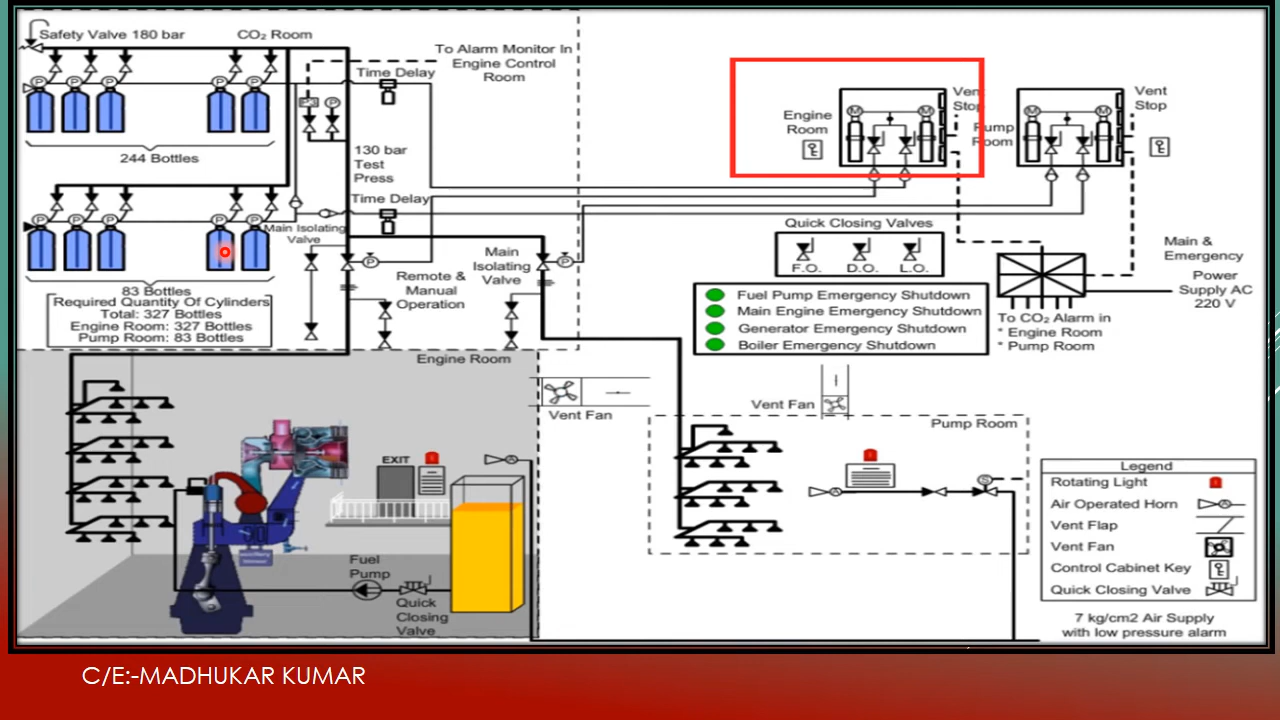 Safety Valve 180 bar
CO₂ Room
To Alarm Monitor In
Engine Control
Room
Time Delay
P
P
P
P
P
P
244 Bottles
130 bar
Test
Press
Time Delay
P
P
P
P
P
Main Isolating
Valve
P
P
83 Bottles
Required Quantity Of Cylinders
Total: 327 Bottles
Engine Room: 327 Bottles
Pump Room: 83 Bottles
Remote &
Manual
Operation
Main
Isolating
Valve
Engine
Room
M
M
Vent
Stop
Pump
Room
M
M
Vent
Stop
Quick Closing Valves
F.O.
D.O.
L.O.
Fuel Pump Emergency Shutdown
Main Engine Emergency Shutdown
Generator Emergency Shutdown
Boiler Emergency Shutdown
Main &
Emergency
Power
Supply AC
220 V
To CO₂ Alarm in
* Engine Room
* Pump Room
Engine Room
Vent Fan
Vent Fan
Pump Room
EXIT
A
A
S
Fuel
Pump
Quick
Closing
Valve
Legend
Rotating Light
Air Operated Horn
A
Vent Flap
Vent Fan
Control Cabinet Key
Quick Closing Valve
7 kg/cm2 Air Supply
with low pressure alarm
C/E:-MADHUKAR KUMAR